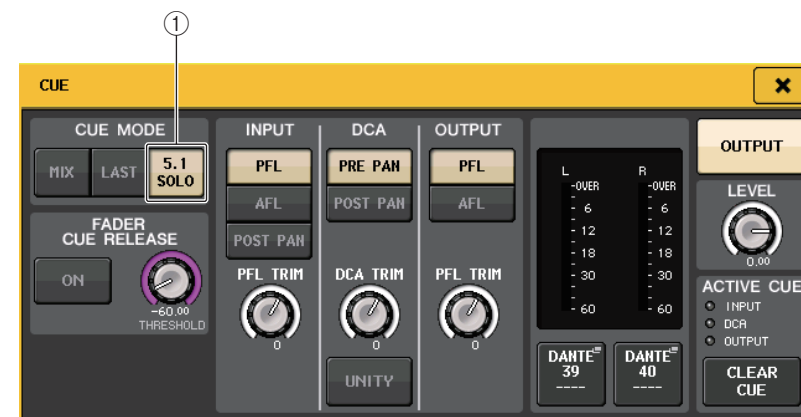 1
CUE
CUE MODE
MIX
LAST
5.1
SOLO
FADER
CUE RELEASE
ON
-60.00
THRESHOLD
INPUT
PFL
AFL
POST PAN
PFL TRIM
0
DCA
PRE PAN
POST PAN
DCA TRIM
0
UNITY
OUTPUT
PFL
AFL
PFL TRIM
0
L
-OVER
- 6
- 12
- 18
- 30
- 60
R
-OVER
- 6
- 12
- 18
- 30
- 60
DANTE
39
----
DANTE
40
----
OUTPUT
LEVEL
0.00
ACTIVE CUE
INPUT
DCA
OUTPUT
CLEAR
CUE